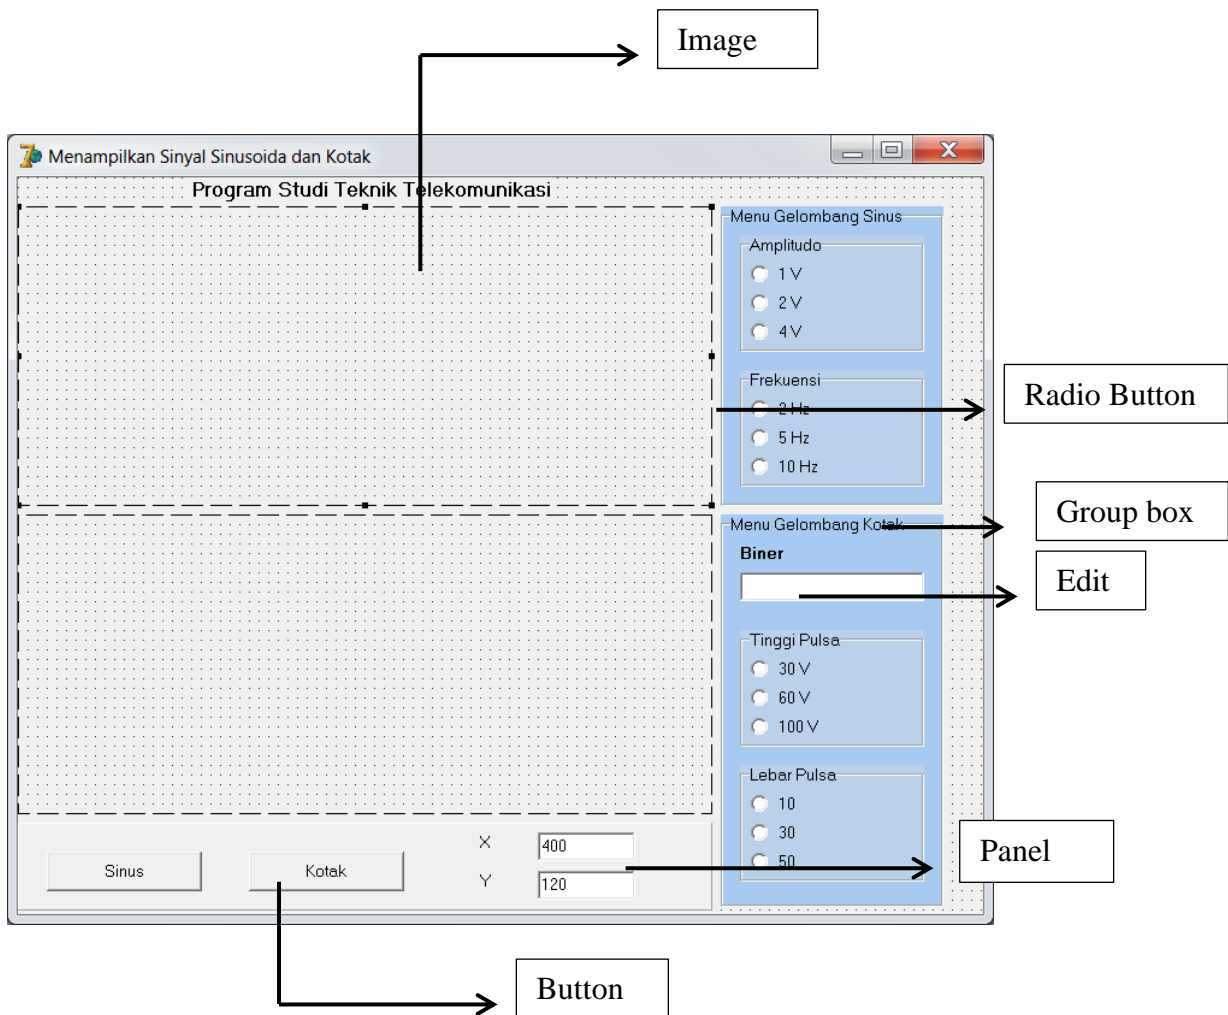 Image
Menampilkan Sinyal Sinusoida dan Kotak
Program Studi Teknik Telekomunikasi
Menu Gelombang Sinus
Amplitudo
1 V
2 V
4 V
Frekuensi
2 Hz
Radio Button
5 Hz
10 Hz
Menu Gelombang Kotak
Group box
Biner
Edit
Tinggi Pulsa
30 V
60 V
100 V
Lebar Pulsa
10
30
50
Panel
X 400
Y 120
Sinus
Kotak
Button